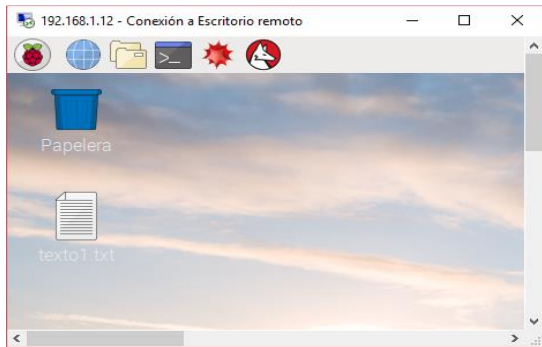 192.168.1.12 - Conexión a Escritorio remoto
>_
Papelera
texto1.txt